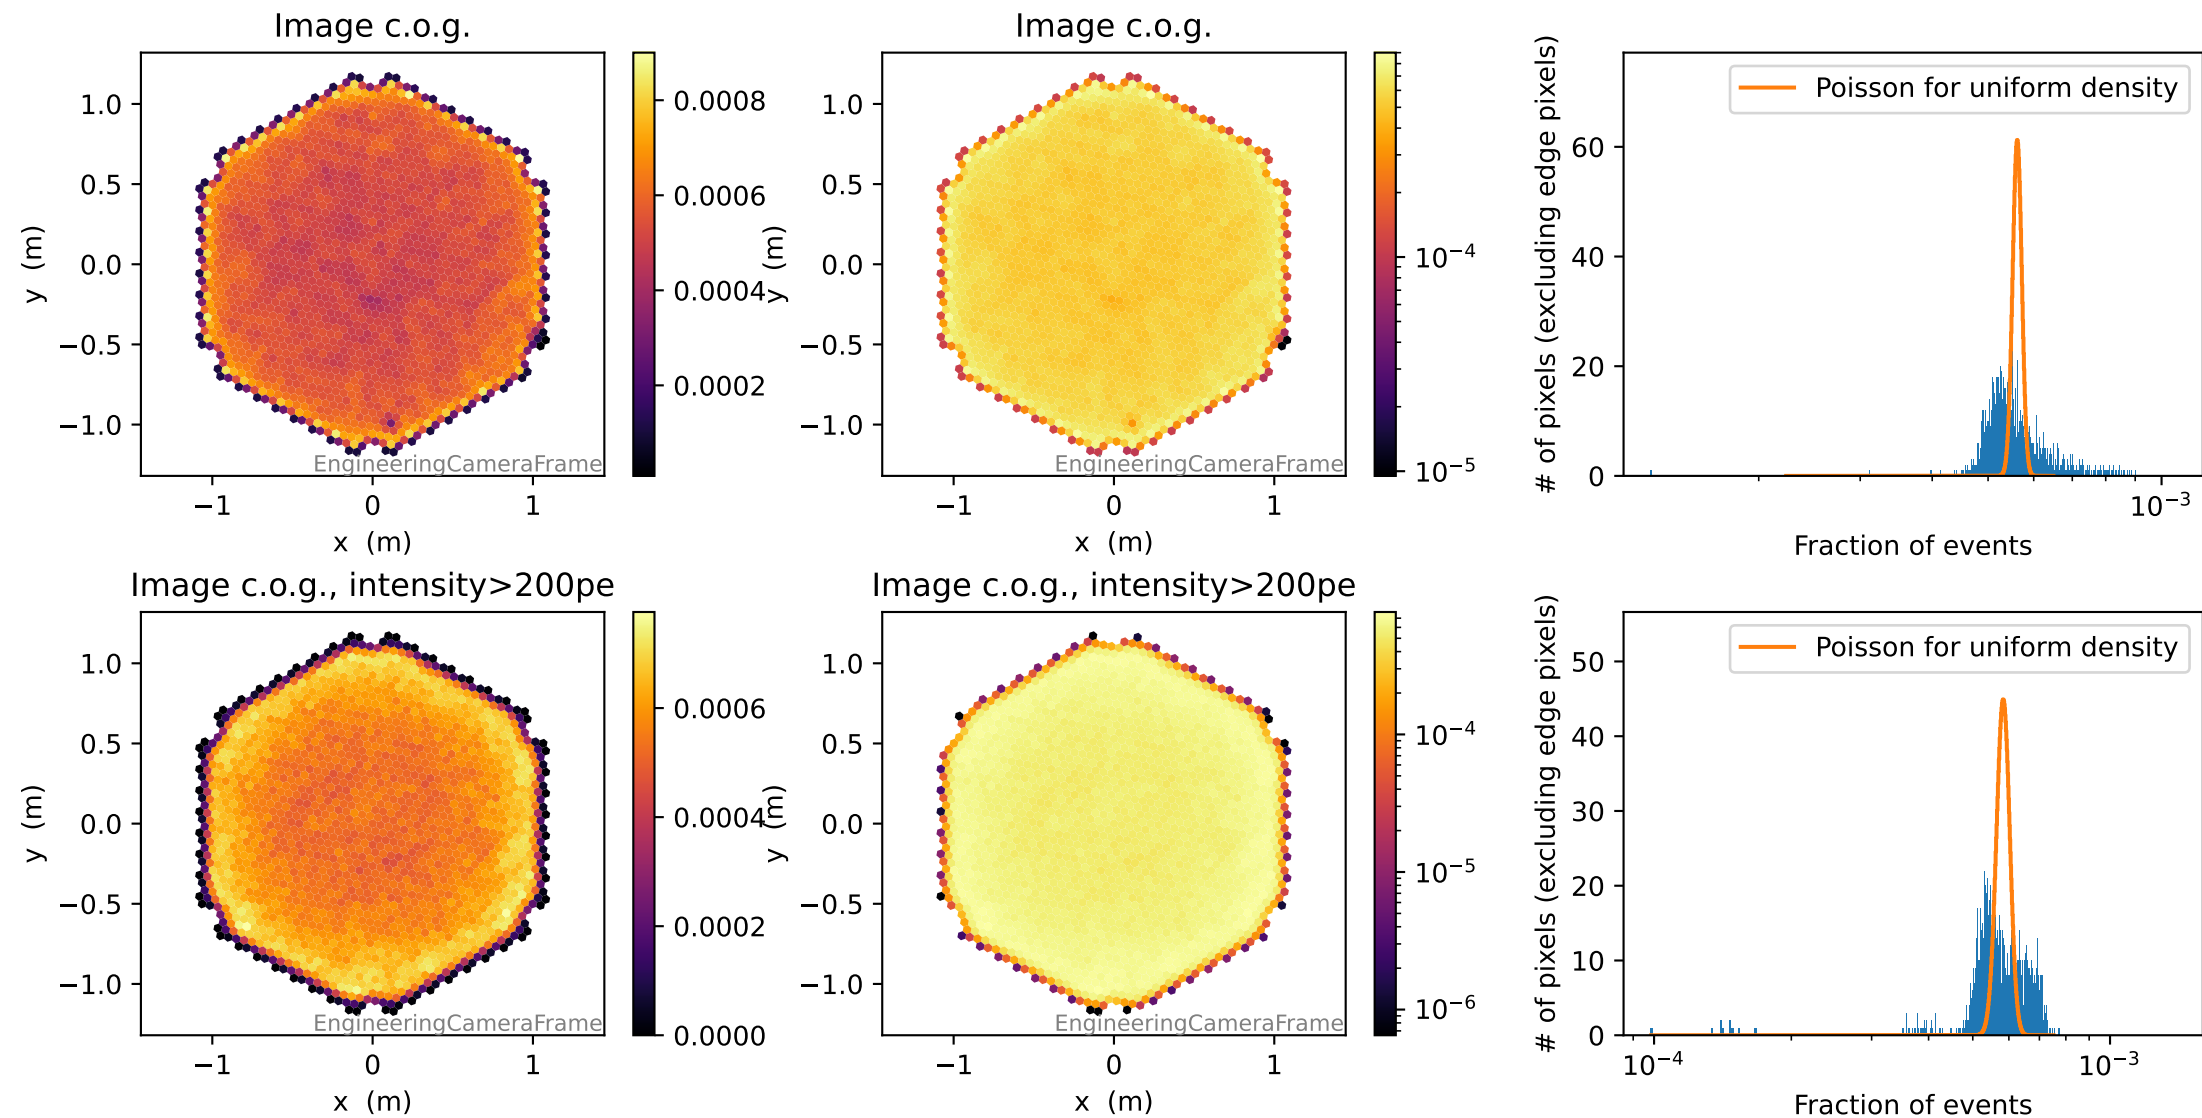 Image c.o.g.
1.0
0.5
0.0
−0.5
−1.0
y (m)
−1
0
1
x (m)
EngineeringCameraFrame
0.0008
0.0006
0.0004
0.0002
Image c.o.g.
1.0
0.5
0.0
−0.5
−1.0
y (m)
−1
0
1
x (m)
EngineeringCameraFrame
10−4
10−5
# of pixels (excluding edge pixels)
60
40
20
0
Poisson for uniform density
10−3
Fraction of events
Image c.o.g., intensity>200pe
1.0
0.5
0.0
−0.5
−1.0
y (m)
−1
0
1
x (m)
EngineeringCameraFrame
0.0006
0.0004
0.0002
0.0000
Image c.o.g., intensity>200pe
1.0
0.5
0.0
−0.5
−1.0
y (m)
−1
0
1
x (m)
EngineeringCameraFrame
10−4
10−5
10−6
# of pixels (excluding edge pixels)
50
40
30
20
10
0
Poisson for uniform density
10−4
10−3
Fraction of events